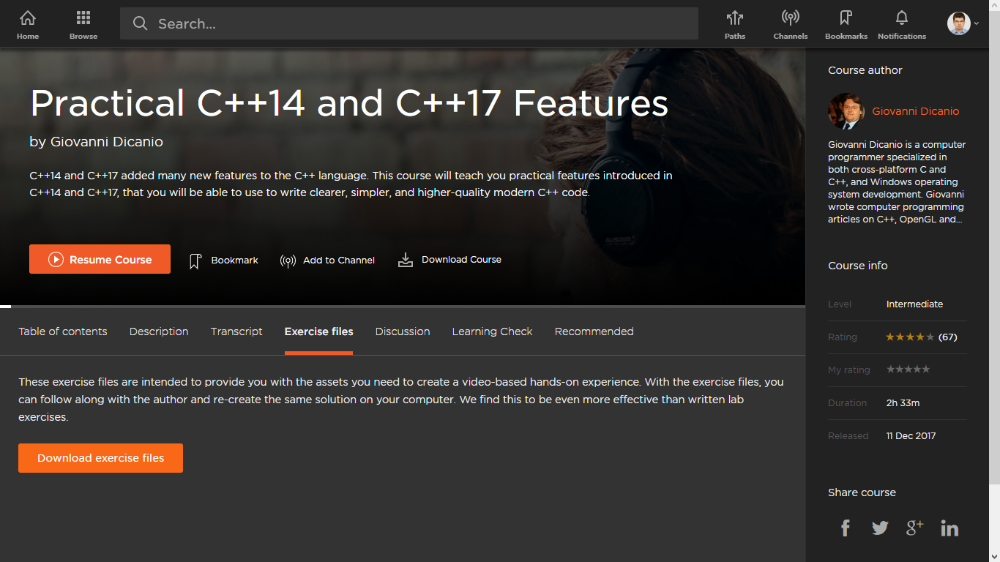 Home
Browse
Search...
Paths
Channels
Bookmarks
Notifications
Practical C++14 and C++17 Features
by Giovanni Dicanio
C++14 and C++17 added many new features to the C++ language. This course will teach you practical features introduced in
C++14 and C++17, that you will be able to use to write clearer, simpler, and higher-quality modern C++ code.
Resume Course
Bookmark
Add to Channel
Download Course
Table of contents
Description
Transcript
Exercise files
Discussion
Learning Check
Recommended
These exercise files are intended to provide you with the assets you need to create a video-based hands-on experience. With the exercise files, you
can follow along with the author and re-create the same solution on your computer. We find this to be even more effective than written lab
exercises.
Download exercise files
Course author
Giovanni Dicanio
Giovanni Dicanio is a computer
programmer specialized in
both cross-platform C and
C++, and Windows operating
system development. Giovanni
wrote computer programming
articles on C++, OpenGL and...
Course info
Level Intermediate
Rating ★★★★★ (67)
My rating ★★★★★
Duration 2h 33m
Released 11 Dec 2017
Share course
f
g+
in